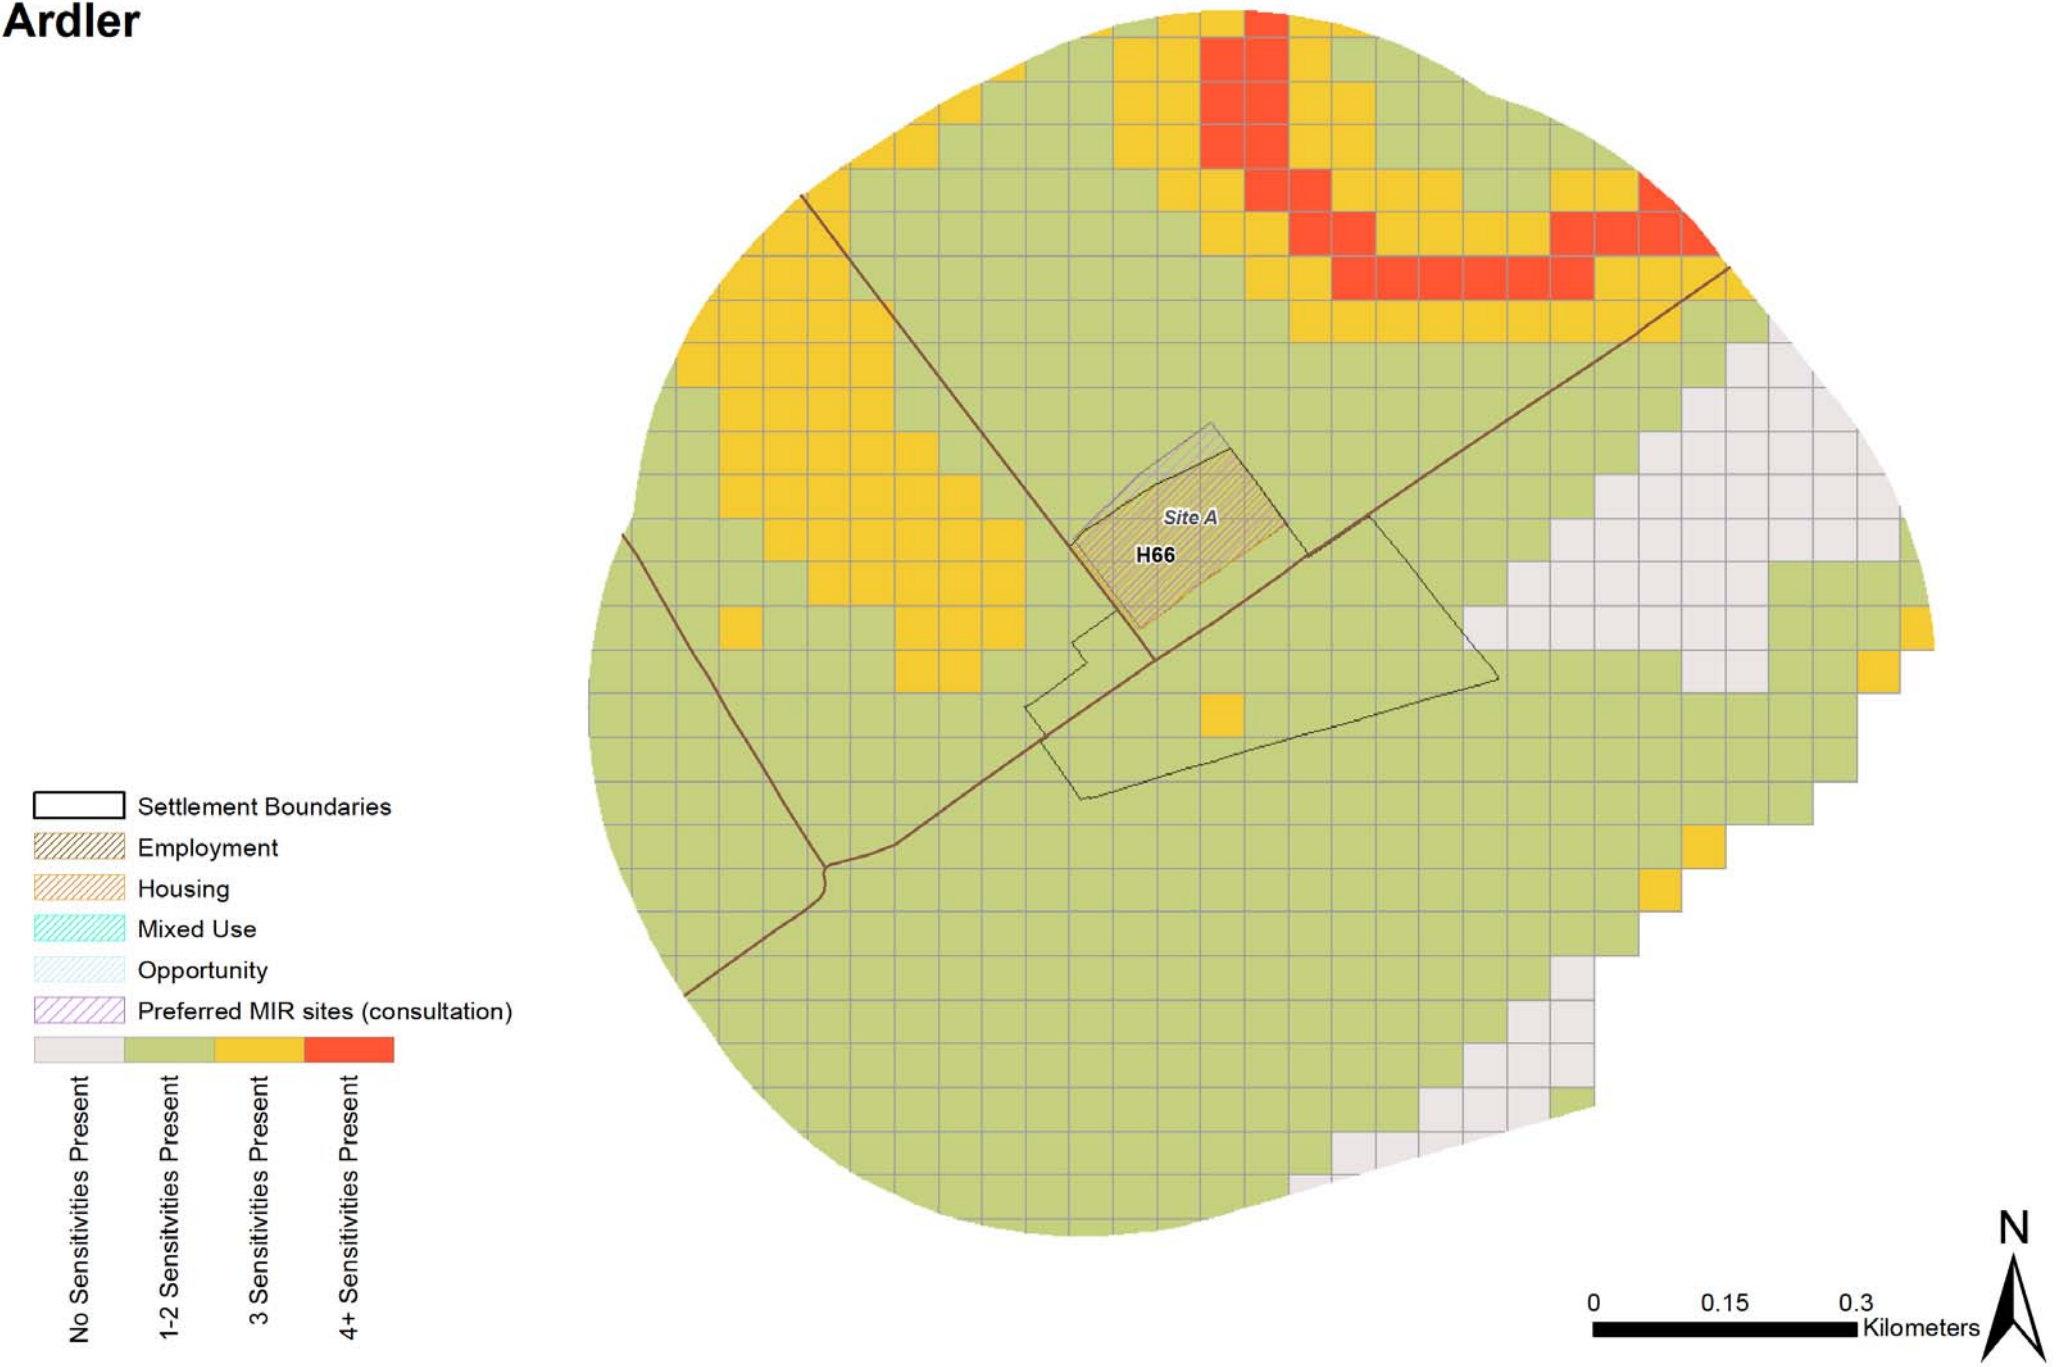 Ardler
Site A
H66
Settlement Boundaries
Employment
Housing
Mixed Use
Opportunity
Preferred MIR sites (consultation)
No Sensitivities Present
1-2 Sensitvities Present
3 Sensitivities Present
4+ Sensitivities Present
N
0 0.15 0.3
Kilometers